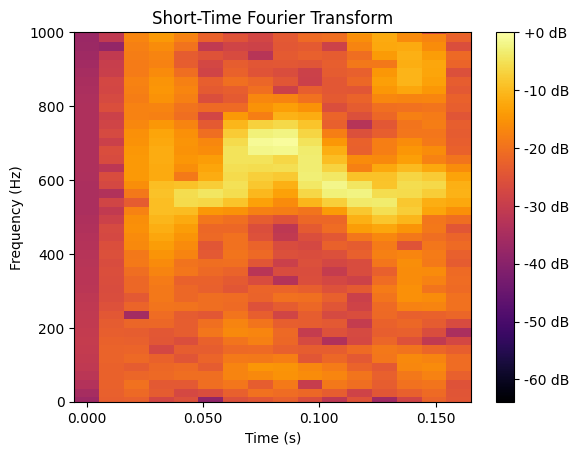 Short-Time Fourier Transform
1000
800
600
400
200
0
Frequency (Hz)
0.000
0.050
0.100
0.150
Time (s)
+0 dB
-10 dB
-20 dB
-30 dB
-40 dB
-50 dB
-60 dB